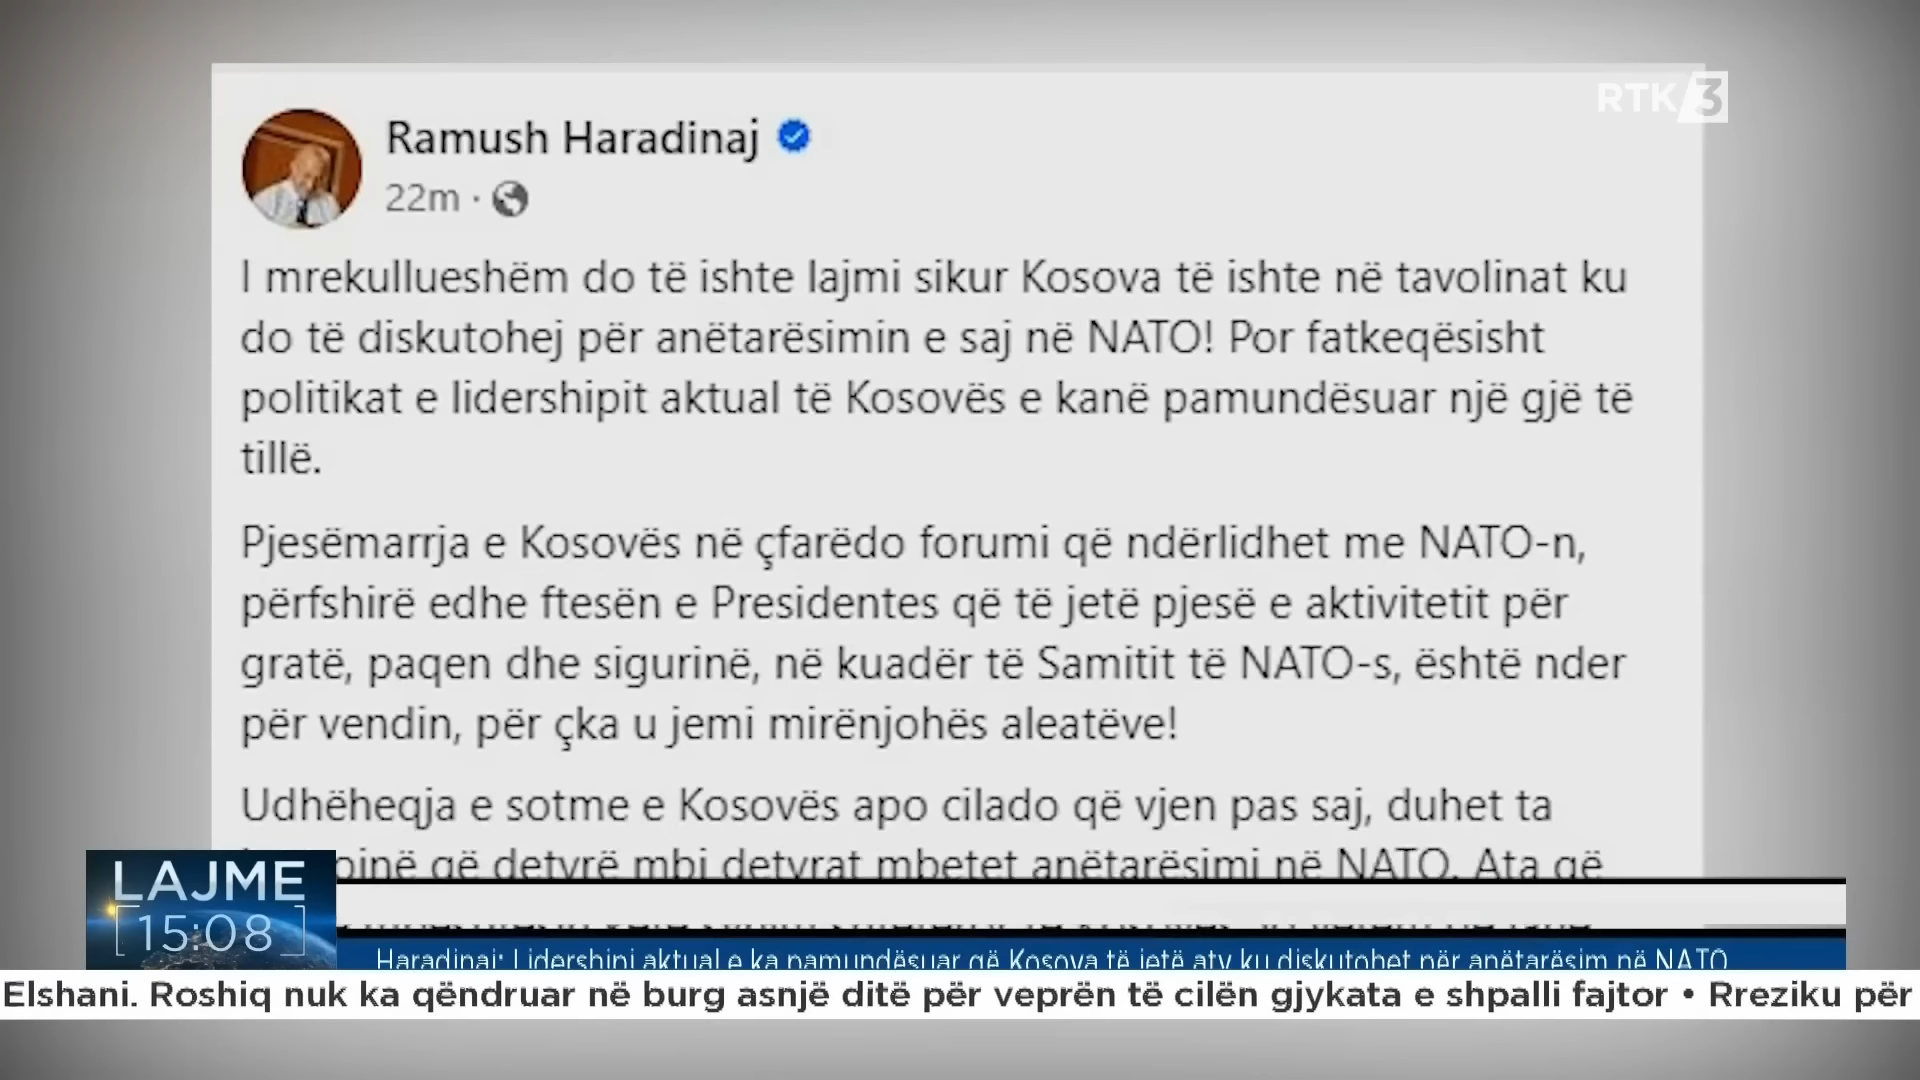 RTK 3
Ramush Haradinaj
22m ·
I mrekullueshëm do të ishte lajmi sikur Kosova të ishte në tavolinat ku
do të diskutohej për anëtarësimin e saj në NATO! Por fatkeqësisht
politikat e lidershipit aktual të Kosovës e kanë pamundësuar një gjë të
tillë.
Pjesëmarrja e Kosovës në çfarëdo forumi që ndërlidhet me NATO-n,
përfshirë edhe ftesën e Presidentes që të jetë pjesë e aktivitetit për
gratë, paqen dhe sigurinë, në kuadër të Samitit të NATO-s, është nder
për vendin, për çka u jemi mirënjohës aleatëve!
Udhëheqja e sotme e Kosovës apo cilado që vjen pas saj, duhet ta
që detyrë mbi detyrat mbetet anëtarësimi në NATO. Ata që
LAJME
15:08
Haradinaj: Lidershipi aktual e ka pamundësuar që Kosova të jetë aty ku diskutohet për anëtarësim në NATO
Elshani. Roshiq nuk ka qëndruar në burg asnjë ditë për veprën të cilën gjykata e shpalli fajtor • Rreziku për